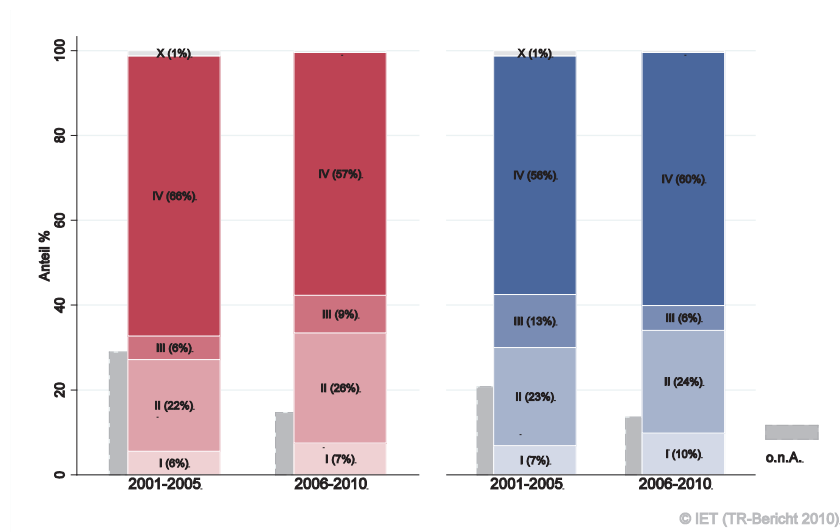 Anteil %
100
80
60
40
20
0
X (1%).
IV (66%).
III (6%).
II (22%).
I (6%).
2001-2005.
IV (57%).
III (9%).
II (26%).
I (7%).
2006-2010.
X (1%).
IV (56%).
III (13%).
II (23%).
I (7%).
2001-2005.
IV (60%).
III (6%).
II (24%).
I (10%).
2006-2010.
o.n.A..
© IET (TR-Bericht 2010)